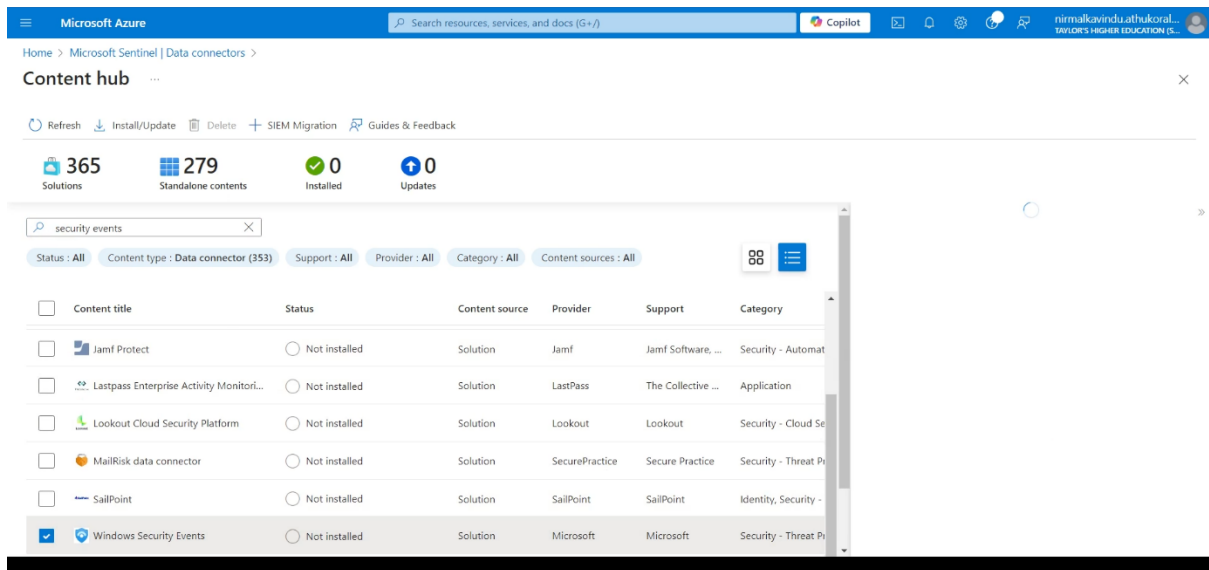 Microsoft Azure
Search resources, services, and docs (G+/)
Copilot
nirmalkavindu.athukoral...
TAYLOR'S HIGHER EDUCATION (S...
Home > Microsoft Sentinel | Data connectors >
Content hub ...
Refresh Install/Update Delete SIEM Migration Guides & Feedback
365 279 0 0
Solutions Standalone contents Installed Updates
security events
Status : All Content type : Data connector (353) Support : All Provider : All Category : All Content sources : All
Content title Status Content source Provider Support Category
Jamf Protect Not installed Solution Jamf Jamf Software, ... Security - Automat
Lastpass Enterprise Activity Monitori... Not installed Solution LastPass The Collective ... Application
Lookout Cloud Security Platform Not installed Solution Lookout Lookout Security - Cloud Se
MailRisk data connector Not installed Solution SecurePractice Secure Practice Security - Threat Pr
SailPoint Not installed Solution SailPoint SailPoint Identity, Security -
Windows Security Events Not installed Solution Microsoft Microsoft Security - Threat Pr